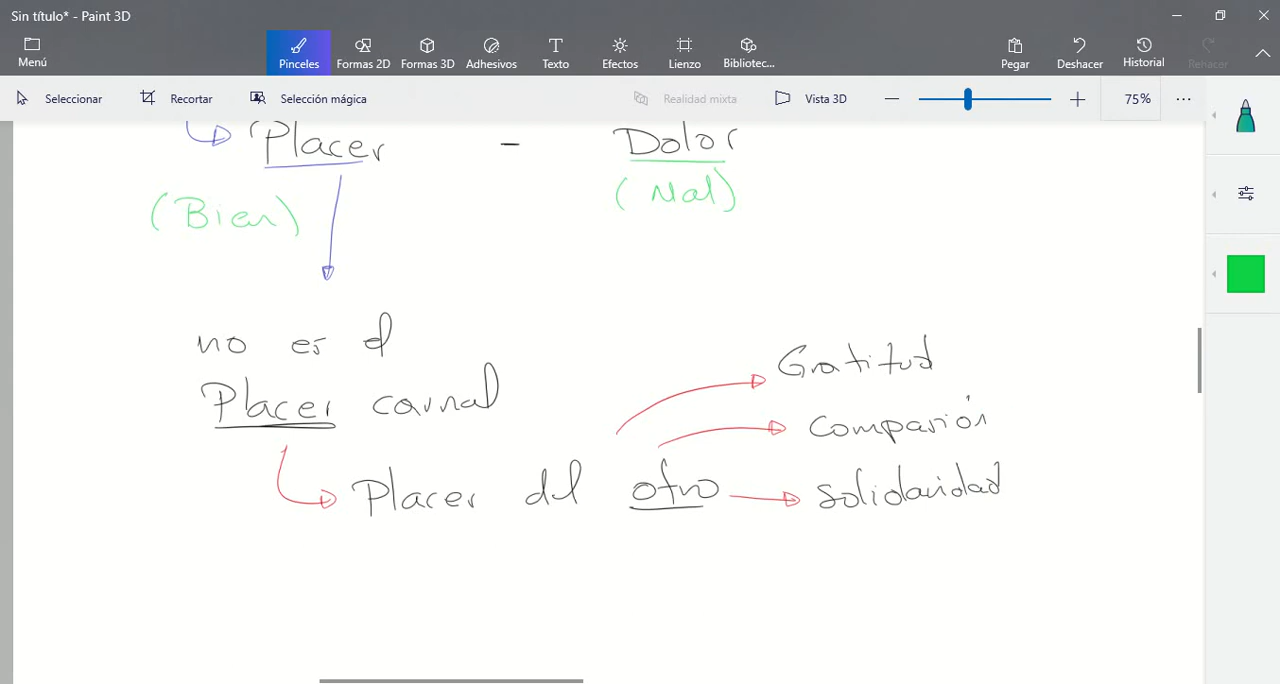 Sin título* - Paint 3D
Menú
Pinceles
Formas 2D
Formas 3D
Adhesivos
Texto
Efectos
Lienzo
Bibliotec...
Pegar
Deshacer
Historial
Rehacer
Seleccionar
Recortar
Selección mágica
Realidad mixta
Vista 3D
75%
Placer - Dolor
(Bien) (Mal)
no es el
Placer carnal
Gratitud
Compasión
Placer del otro
Solidaridad